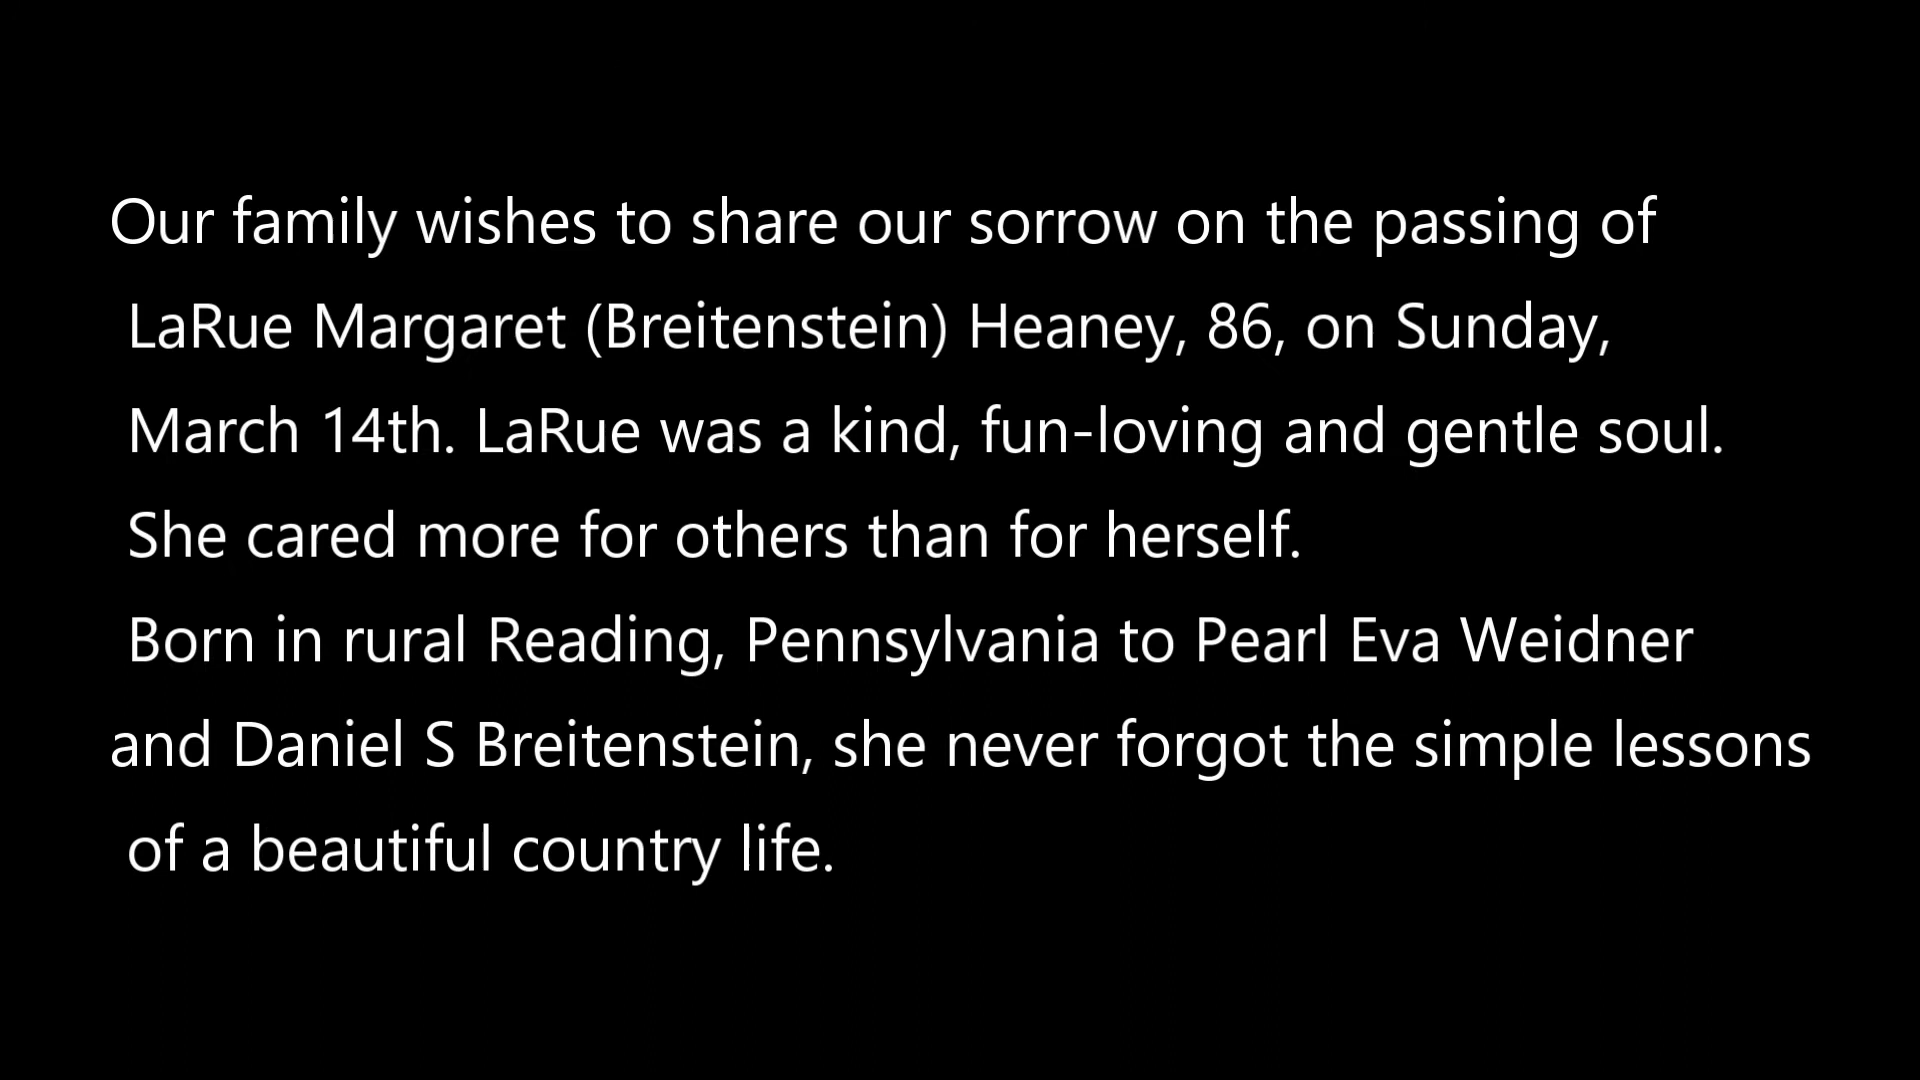 Our family wishes to share our sorrow on the passing of
LaRue Margaret (Breitenstein) Heaney, 86, on Sunday,
March 14th. LaRue was a kind, fun-loving and gentle soul.
She cared more for others than for herself.
Born in rural Reading, Pennsylvania to Pearl Eva Weidner
and Daniel S Breitenstein, she never forgot the simple lessons
of a beautiful country life.